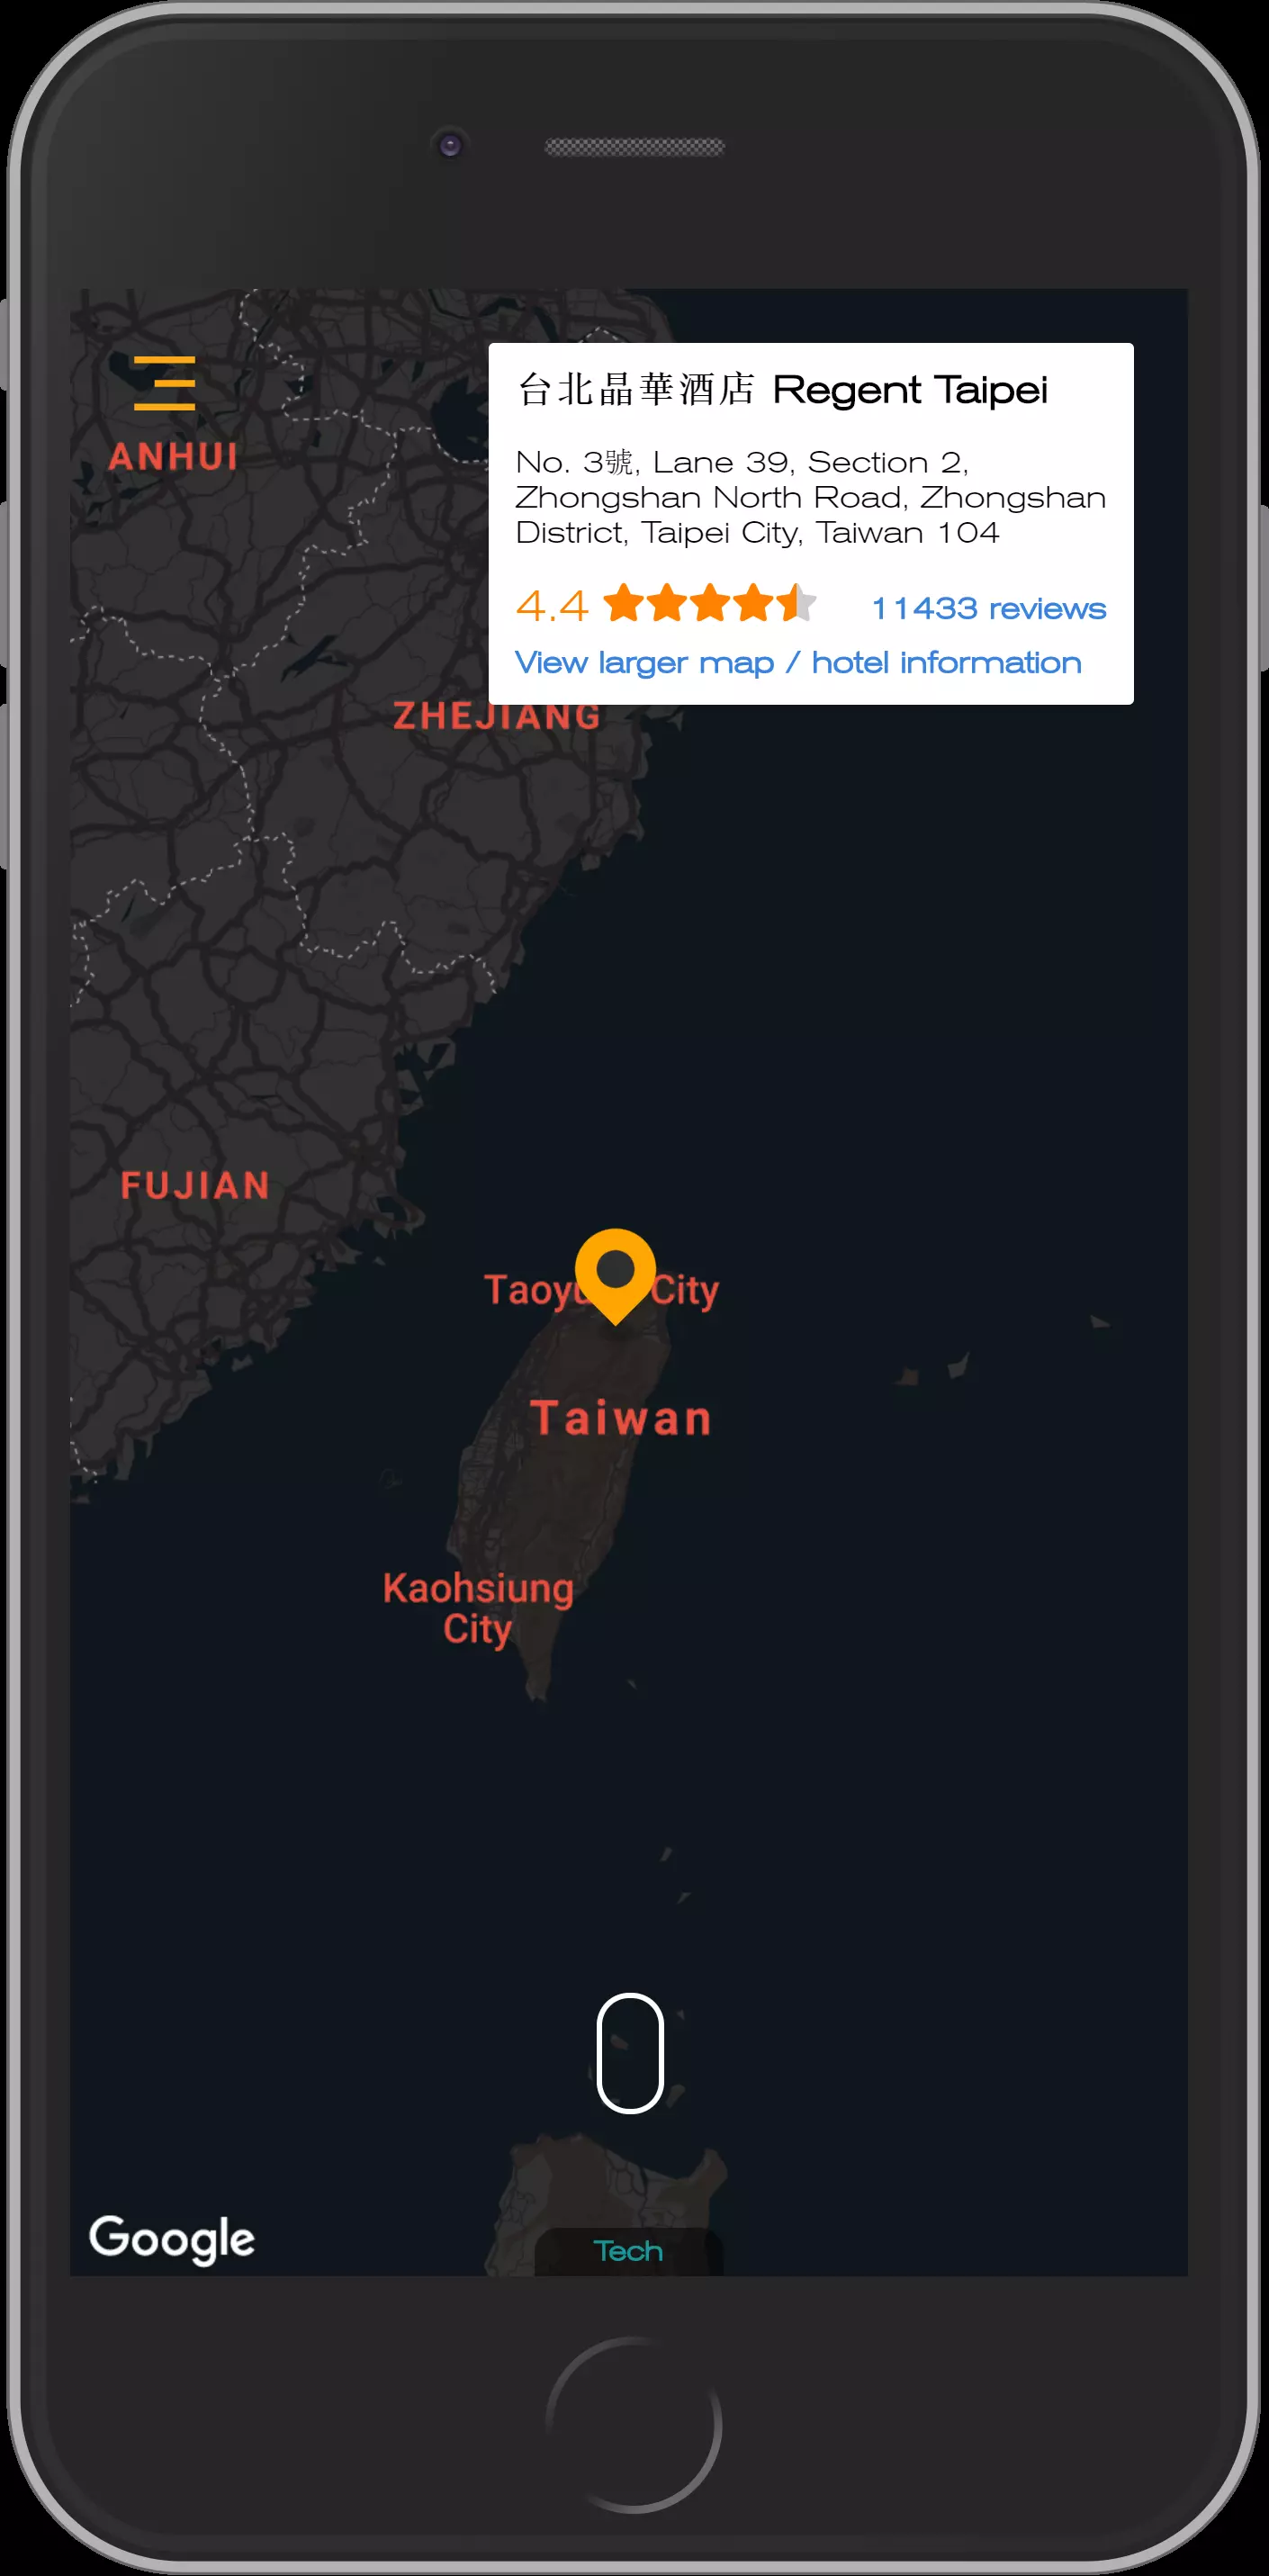 台北晶華酒店 Regent Taipei
No. 3號, Lane 39, Section 2,
Zhongshan North Road, Zhongshan
District, Taipei City, Taiwan 104
4.4 11433 reviews
View larger map / hotel information
ANHUI
ZHEJIANG
FUJIAN
Taoyu City
Taiwan
Kaohsiung
City
Google
Tech